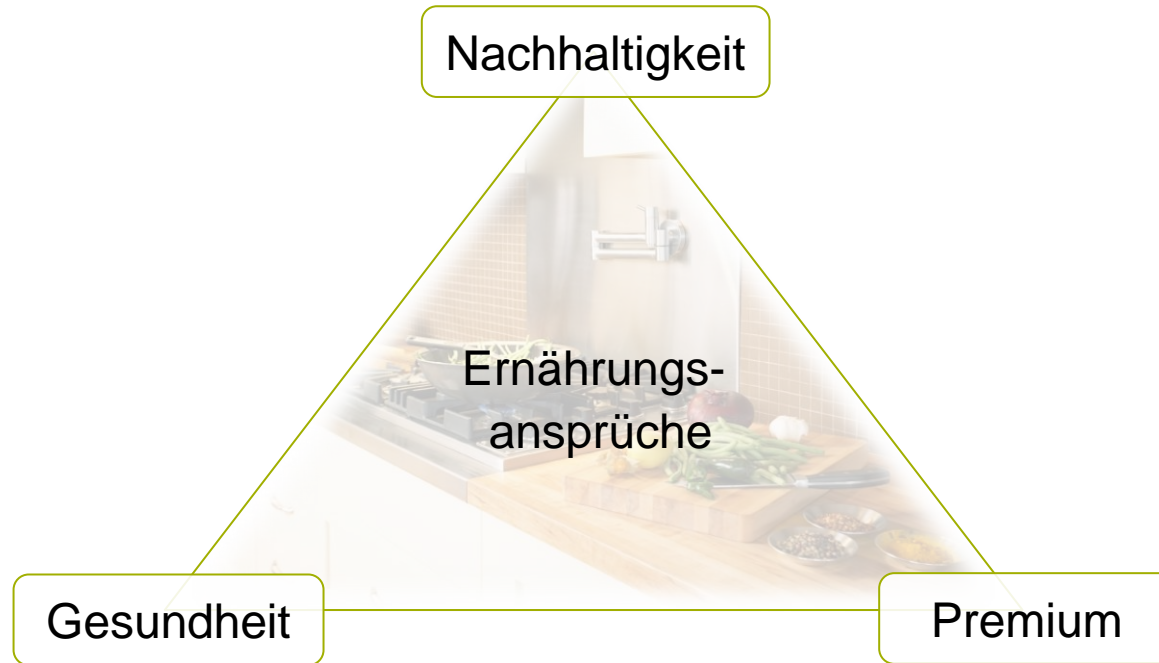 Nachhaltigkeit
Ernährungs-
ansprüche
Gesundheit
Premium